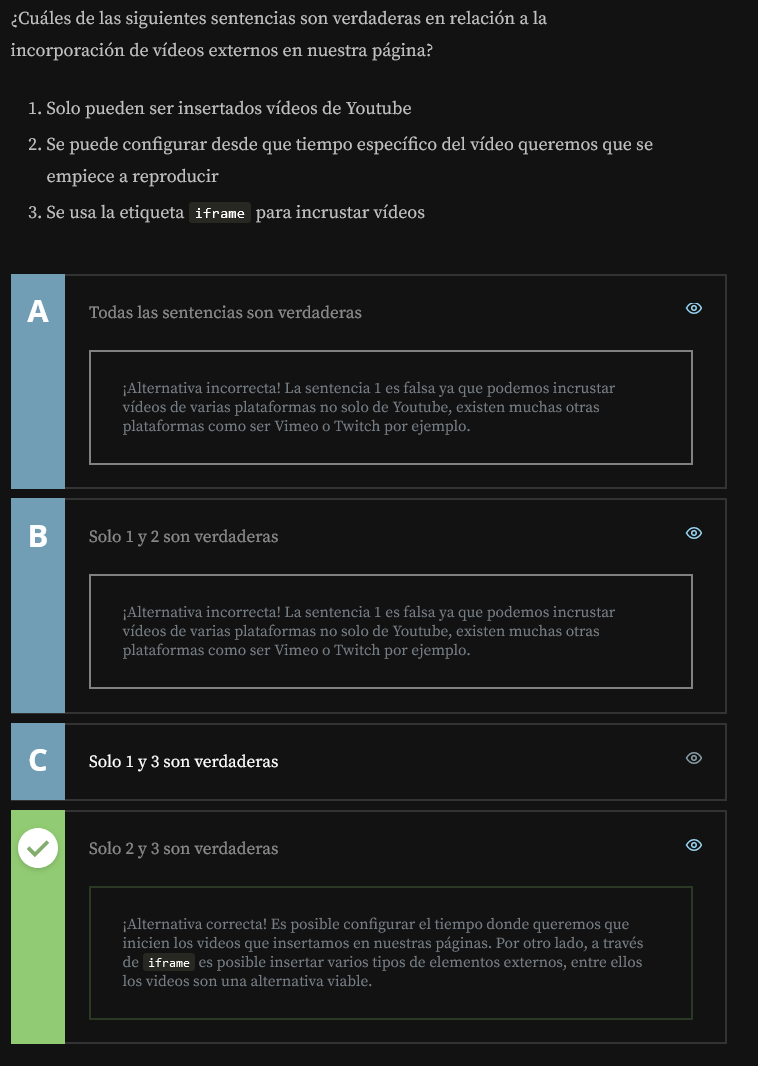 ¿Cuáles de las siguientes sentencias son verdaderas en relación a la
incorporación de vídeos externos en nuestra página?
1. Solo pueden ser insertados vídeos de Youtube
2. Se puede configurar desde que tiempo específico del vídeo queremos que se
empiece a reproducir
3. Se usa la etiqueta iframe para incrustar vídeos
A
Todas las sentencias son verdaderas
¡Alternativa incorrecta! La sentencia 1 es falsa ya que podemos incrustar
vídeos de varias plataformas no solo de Youtube, existen muchas otras
plataformas como ser Vimeo o Twitch por ejemplo.
B
Solo 1 y 2 son verdaderas
¡Alternativa incorrecta! La sentencia 1 es falsa ya que podemos incrustar
vídeos de varias plataformas no solo de Youtube, existen muchas otras
plataformas como ser Vimeo o Twitch por ejemplo.
C
Solo 1 y 3 son verdaderas
Solo 2 y 3 son verdaderas
¡Alternativa correcta! Es posible configurar el tiempo donde queremos que
inicien los videos que insertamos en nuestras páginas. Por otro lado, a través
de iframe es posible insertar varios tipos de elementos externos, entre ellos
los videos son una alternativa viable.